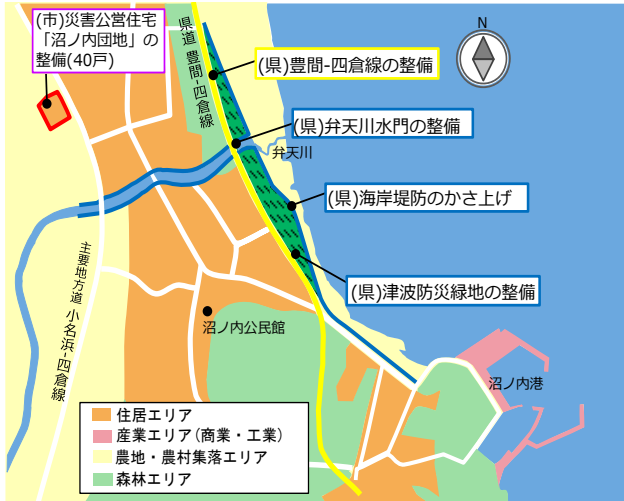 (市)災害公営住宅
「沼ノ内団地」の
整備(40戸)
県道 豊間-四倉線
(県)豊間-四倉線の整備
N
(県)弁天川水門の整備
弁天川
(県)海岸堤防のかさ上げ
(県)津波防災緑地の整備
主要地方道 小名浜-四倉線
沼ノ内公民館
沼ノ内港
住居エリア
産業エリア(商業・工業)
農地・農村集落エリア
森林エリア